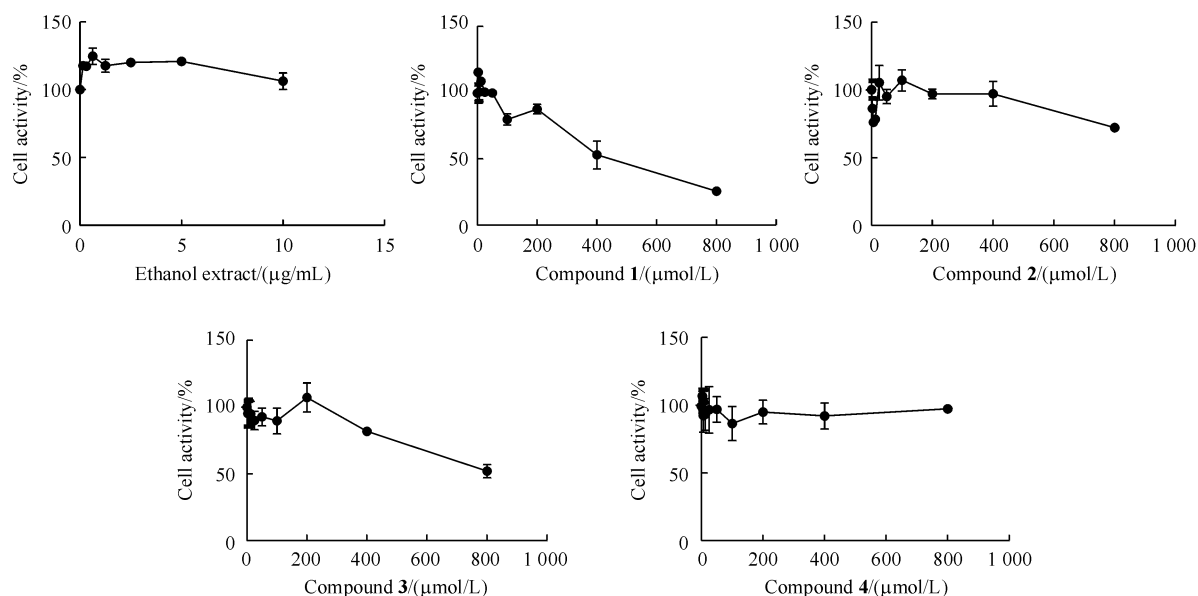 150
100
50
0
Cell activity/%
0 5 10 15
Ethanol extract/(μg/mL)
150
100
50
0
Cell activity/%
0 200 400 600 800 1 000
Compound 1/(μmol/L)
150
100
50
0
Cell activity/%
0 200 400 600 800 1 000
Compound 2/(μmol/L)
150
100
50
0
Cell activity/%
0 200 400 600 800 1 000
Compound 3/(μmol/L)
150
100
50
0
Cell activity/%
0 200 400 600 800 1 000
Compound 4/(μmol/L)